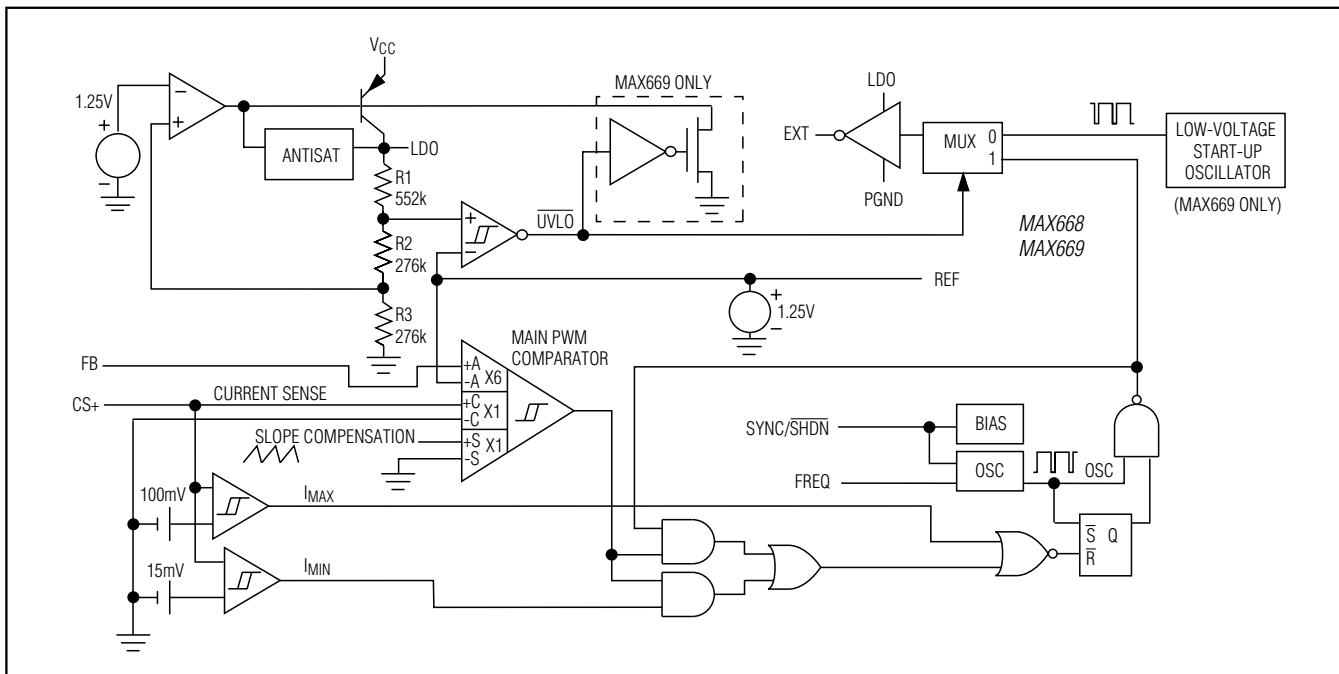 VCC
MAX669 ONLY
1.25V
+
−
−
+
ANTISAT
LDO
R1
552k
R2
276k
R3
276k
+
−
UVLO
LDO
EXT
PGND
MUX
0
1
LOW-VOLTAGE
START-UP
OSCILLATOR
(MAX669 ONLY)
MAX668
MAX669
REF
+
1.25V
−
MAIN PWM
COMPARATOR
FB
CS+
CURRENT SENSE
SLOPE COMPENSATION
+A
-A
X6
+C
-C
X1
+S
-S
X1
100mV
IMAX
15mV
IMIN
SYNC/SHDN
BIAS
FREQ
OSC
OSC
S Q
R